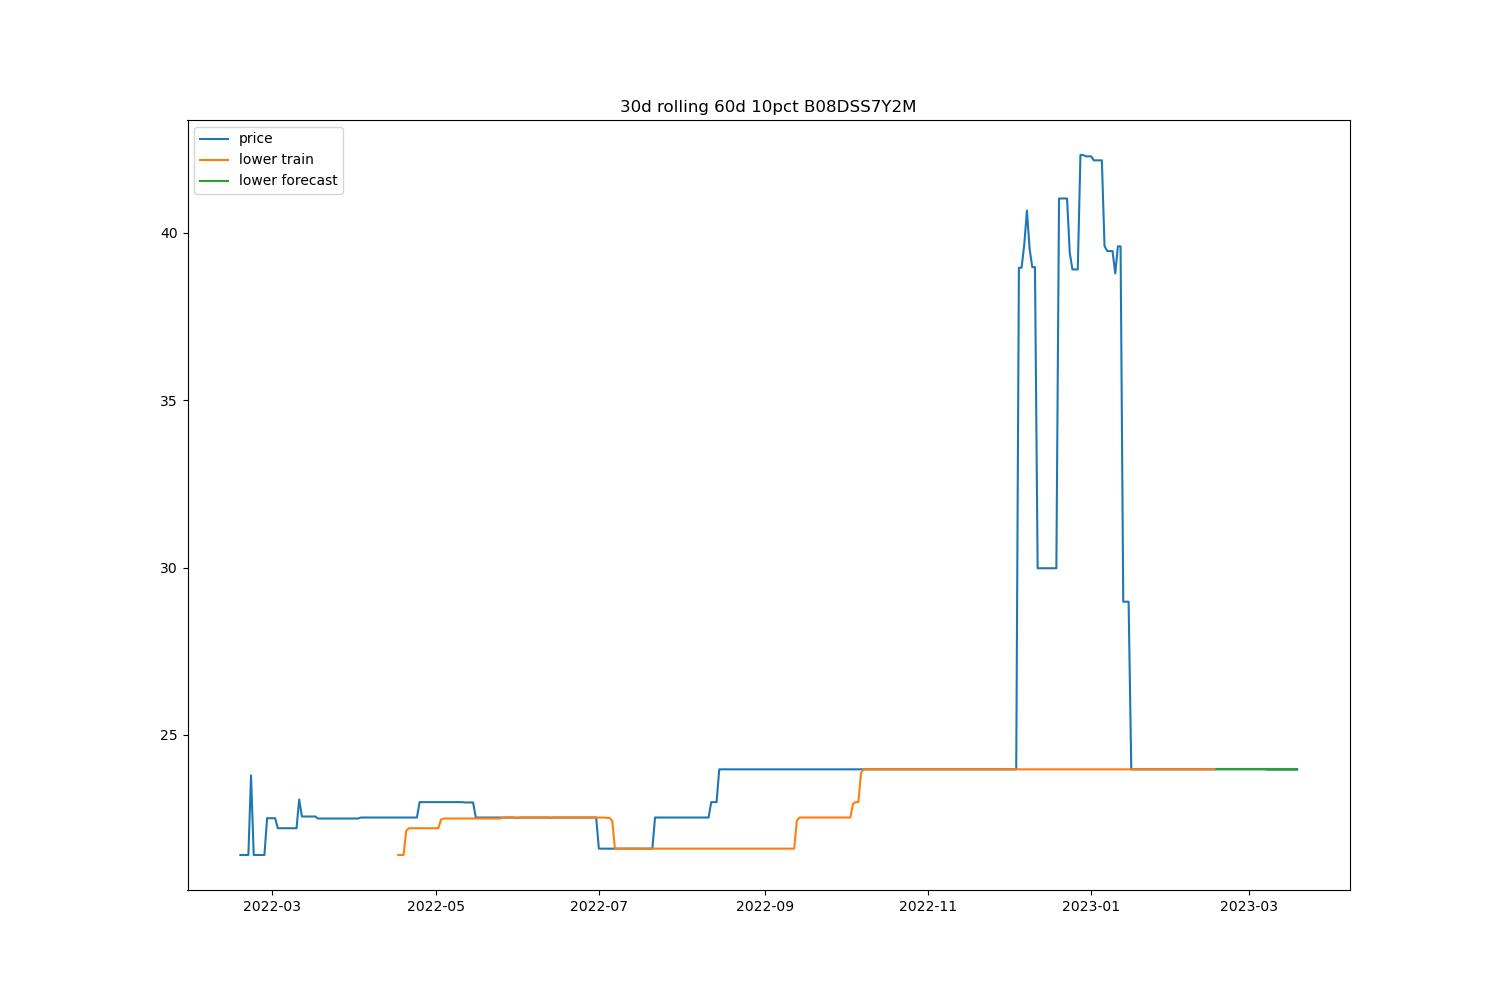 30d rolling 60d 10pct B08DSS7Y2M
price
lower train
lower forecast
40
35
30
25
2022-03 2022-05 2022-07 2022-09 2022-11 2023-01 2023-03